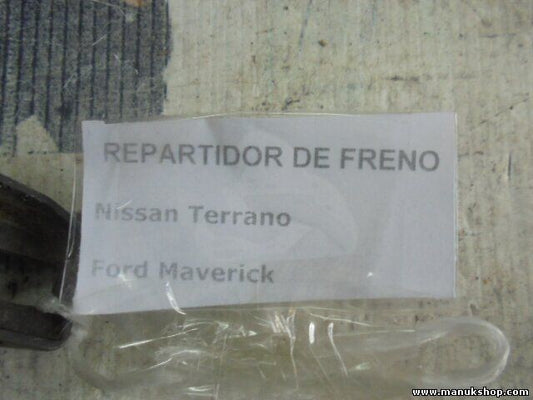 REPARTIDOR DE FRENO
Nissan Terrano
Ford Maverick
www.manukshop.com